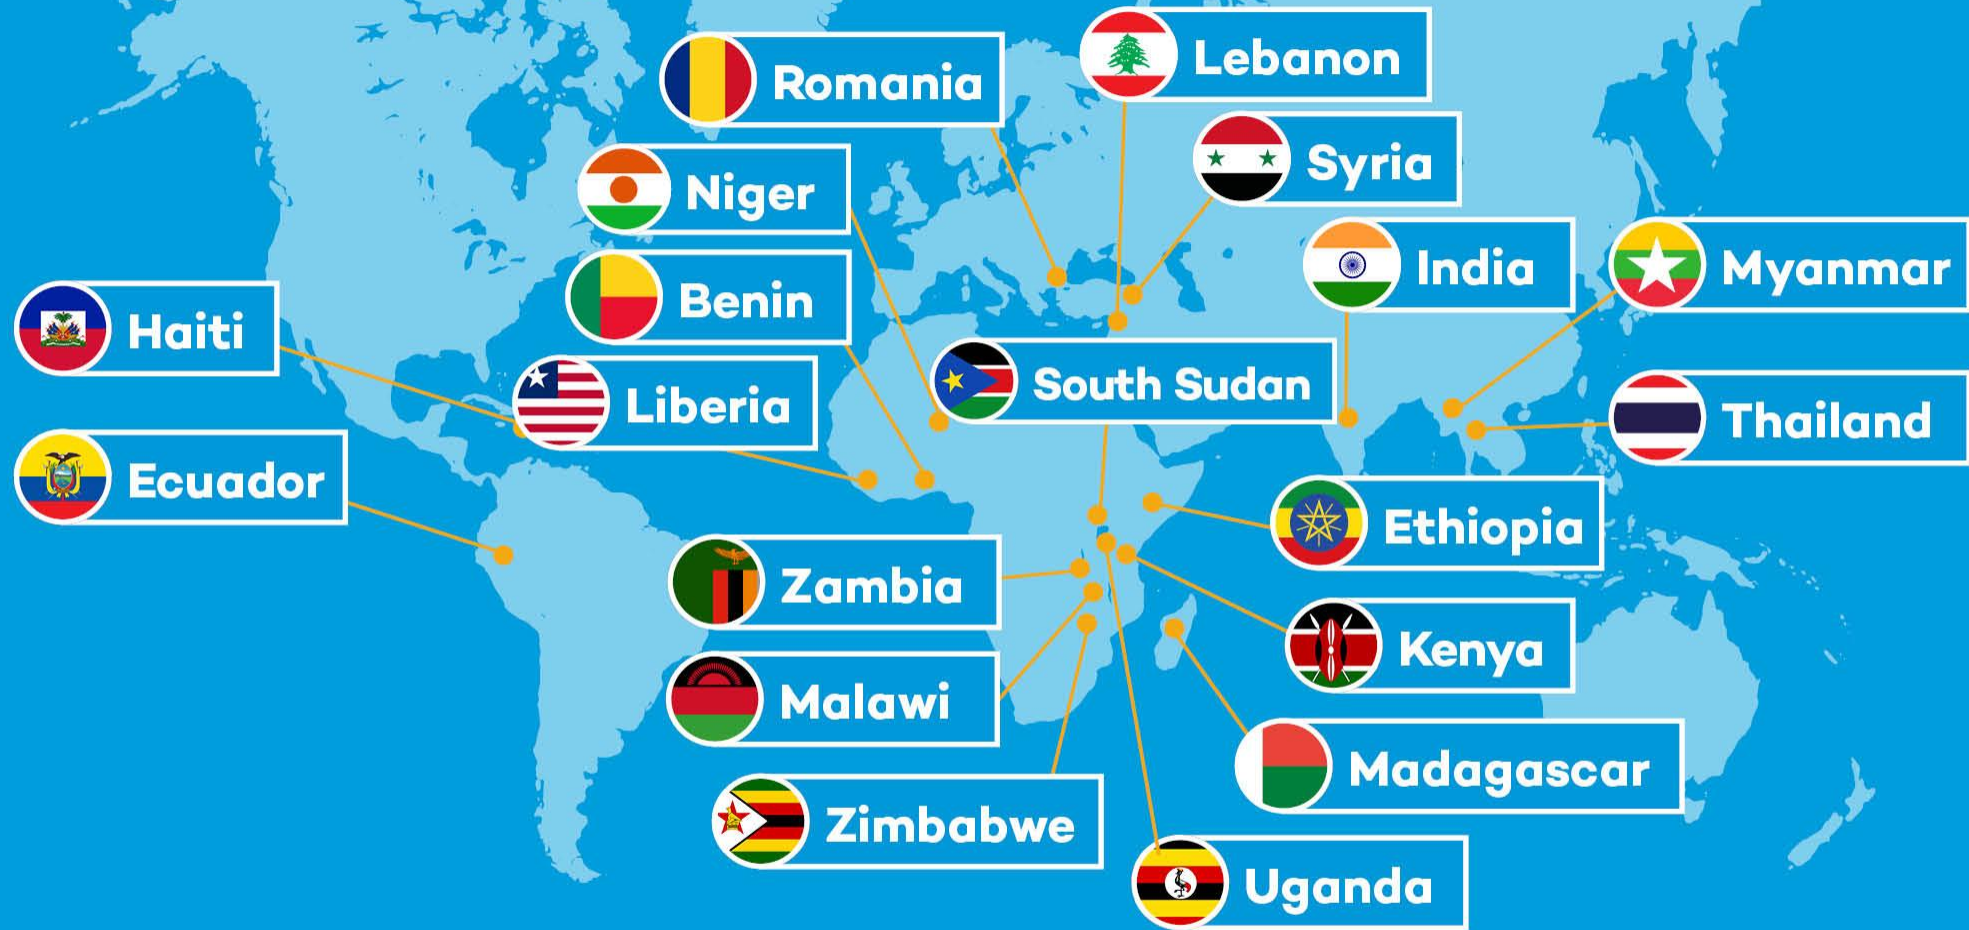 Lebanon
Romania
Syria
Niger
India
Myanmar
Benin
Haiti
South Sudan
Liberia
Thailand
Ecuador
Ethiopia
Zambia
Kenya
Malawi
Madagascar
Zimbabwe
Uganda